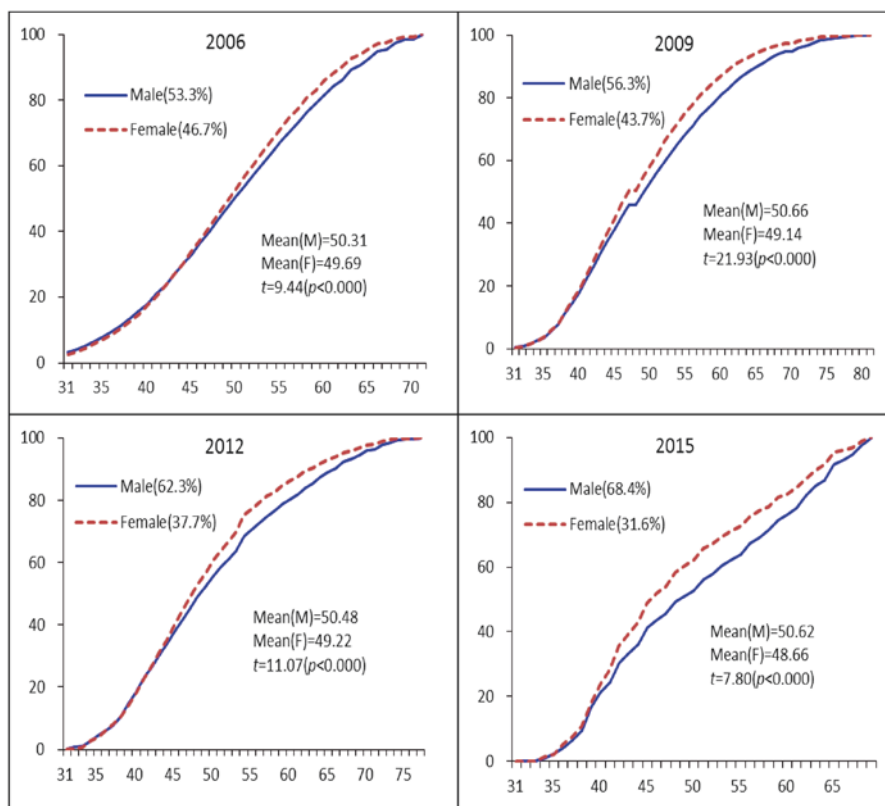 2006
100
80
60
40
20
0
Male(53.3%)
Female(46.7%)
Mean(M)=50.31
Mean(F)=49.69
t=9.44(p<0.000)
31 35 40 45 50 55 60 65 70
2009
100
80
60
40
20
0
Male(56.3%)
Female(43.7%)
Mean(M)=50.66
Mean(F)=49.14
t=21.93(p<0.000)
31 35 40 45 50 55 60 65 70 75 80
2012
100
80
60
40
20
0
Male(62.3%)
Female(37.7%)
Mean(M)=50.48
Mean(F)=49.22
t=11.07(p<0.000)
31 35 40 45 50 55 60 65 70 75
2015
100
80
60
40
20
0
Male(68.4%)
Female(31.6%)
Mean(M)=50.62
Mean(F)=48.66
t=7.80(p<0.000)
31 35 40 45 50 55 60 65